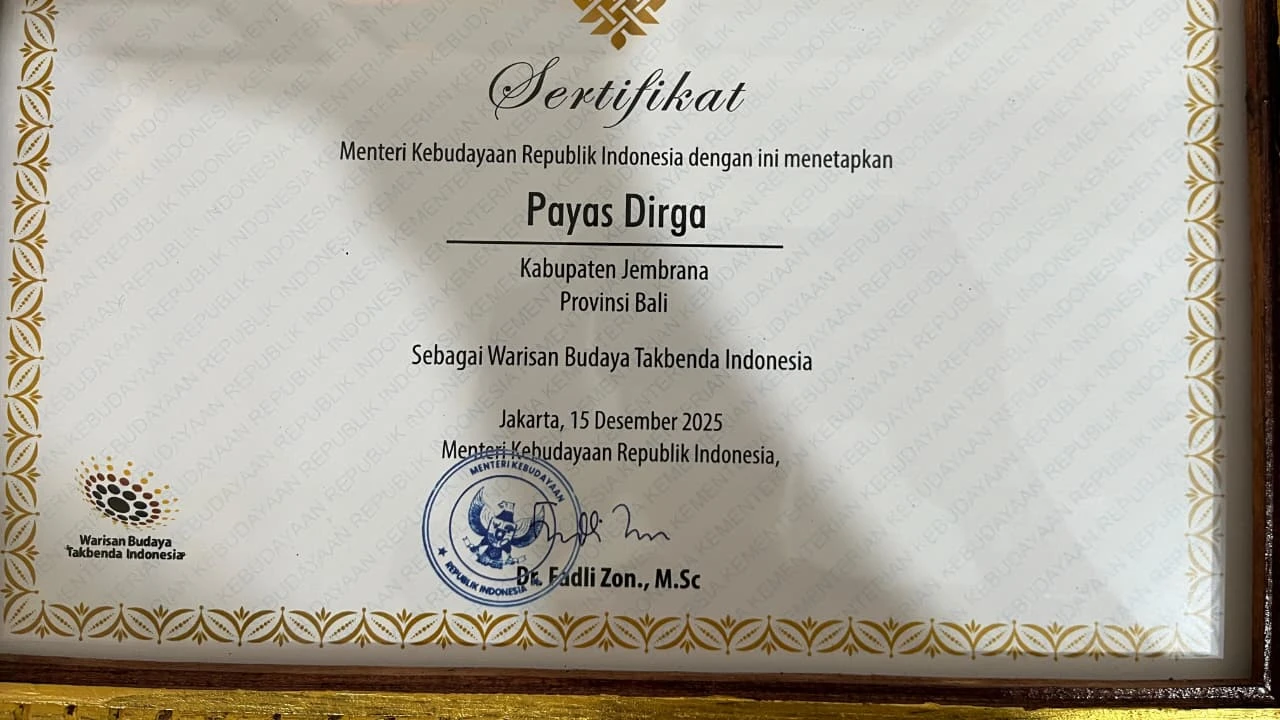 Sertifikat
Menteri Kebudayaan Republik Indonesia dengan ini menetapkan
Payas Dirga
Kabupaten Jembrana
Provinsi Bali
Sebagai Warisan Budaya Takbenda Indonesia
Jakarta, 15 Desember 2025
Menteri Kebudayaan Republik Indonesia,
MENTERI KEBUDAYAAN
REPUBLIK INDONESIA
Dr. Fadli Zon., M.Sc
Warisan Budaya
Takbenda Indonesia